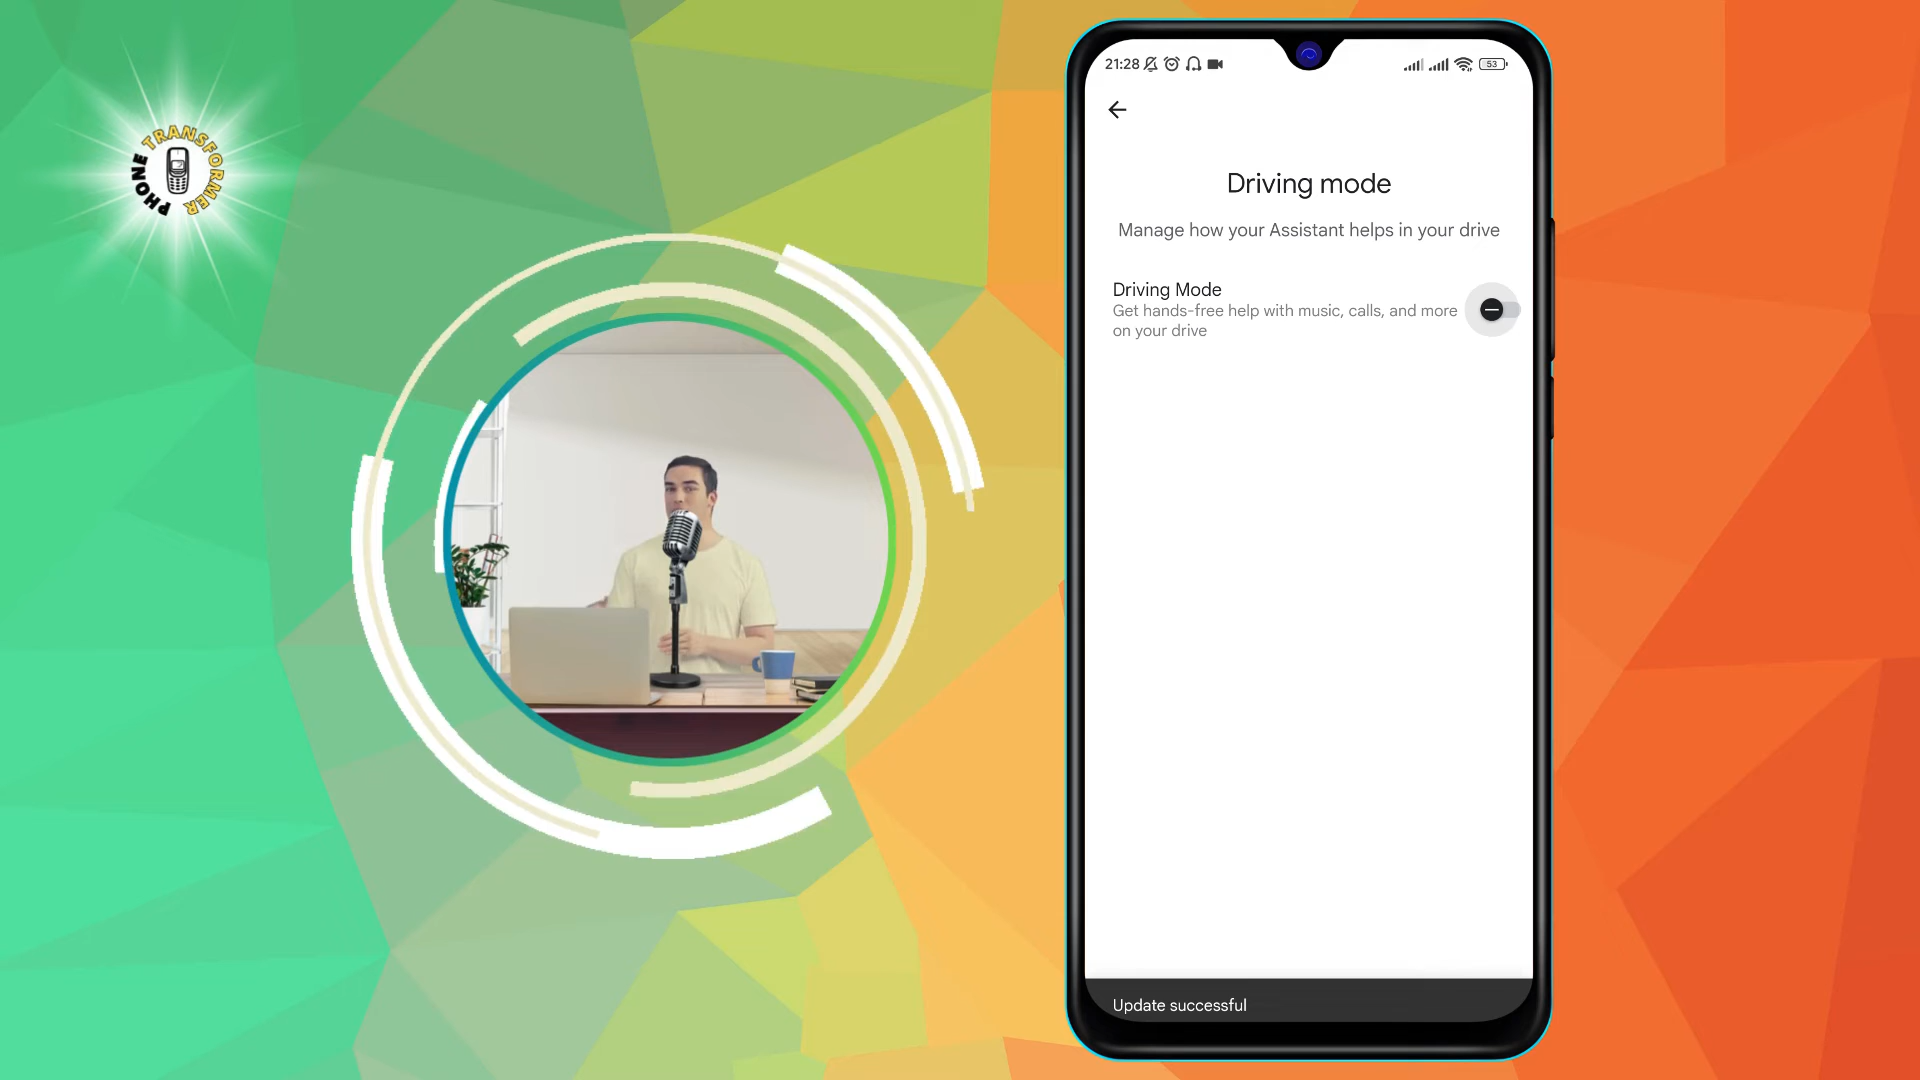 PHONE TRANSFORMER
21:28
53
Driving mode
Manage how your Assistant helps in your drive
Driving Mode
Get hands-free help with music, calls, and more
on your drive
Update successful